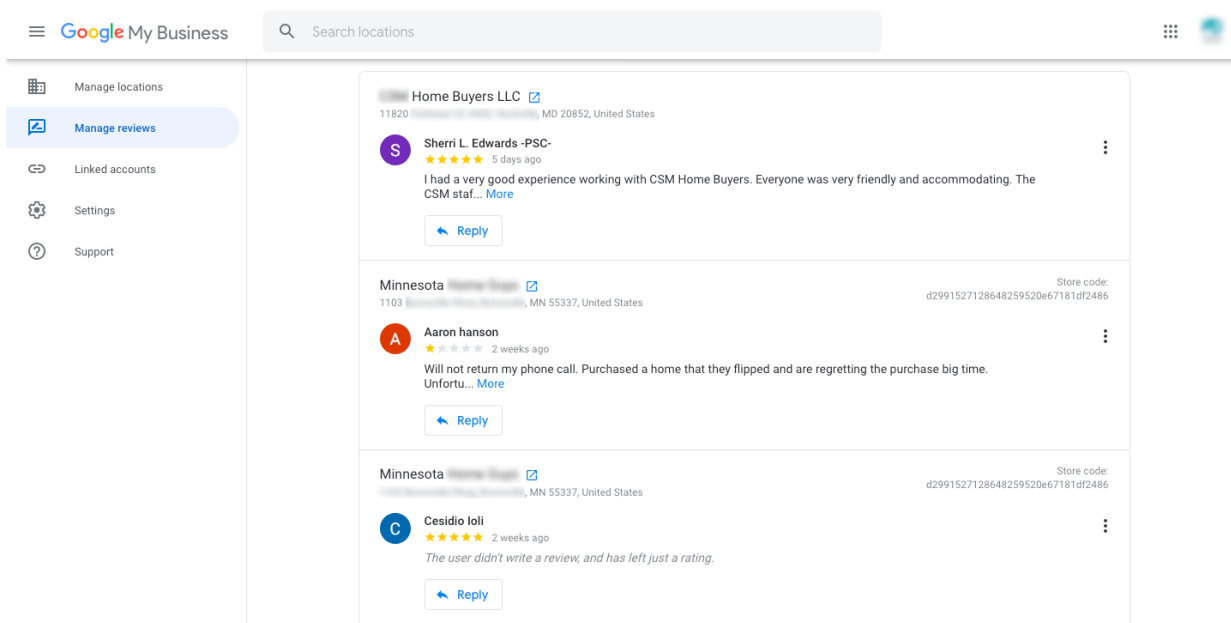 Google My Business
Search locations
Manage locations
Manage reviews
Linked accounts
Settings
Support
Home Buyers LLC
11820 , MD 20852, United States
S
Sherri L. Edwards -PSC-
5 days ago
I had a very good experience working with CSM Home Buyers. Everyone was very friendly and accommodating. The
CSM staf... More
Reply
Minnesota
Store code:
1103 , MN 55337, United States
d2991527128648259520e67181df2486
A
Aaron hanson
2 weeks ago
Will not return my phone call. Purchased a home that they flipped and are regretting the purchase big time.
Unfortu... More
Reply
Minnesota
Store code:
, MN 55337, United States
d2991527128648259520e67181df2486
C
Cesidio Ioli
2 weeks ago
The user didn't write a review, and has left just a rating.
Reply